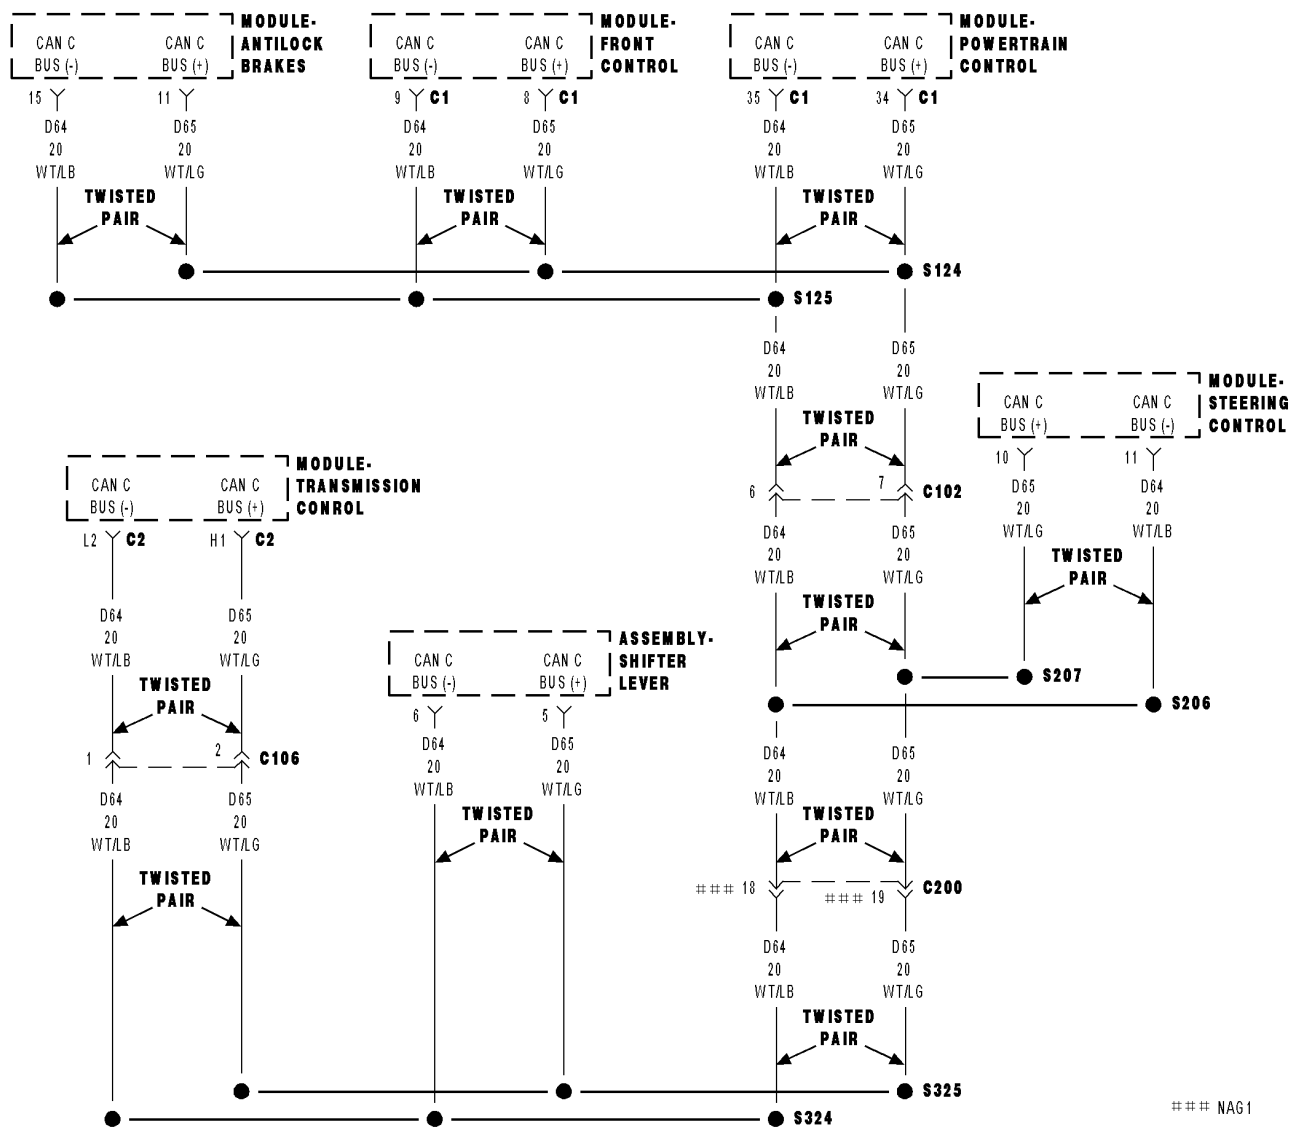 MODULE-
ANTILOCK
BRAKES
CAN C
BUS (-)
CAN C
BUS (+)
15
11
D64
20
WT/LB
D65
20
WT/LG
TWISTED
PAIR
MODULE-
FRONT
CONTROL
CAN C
BUS (-)
CAN C
BUS (+)
9 C1
8 C1
D64
20
WT/LB
D65
20
WT/LG
TWISTED
PAIR
MODULE-
POWERTRAIN
CONTROL
CAN C
BUS (-)
CAN C
BUS (+)
35 C1
34 C1
D64
20
WT/LB
D65
20
WT/LG
TWISTED
PAIR
S124
S125
D64
20
WT/LB
D65
20
WT/LG
TWISTED
PAIR
6
7
C102
D64
20
WT/LB
D65
20
WT/LG
TWISTED
PAIR
MODULE-
STEERING
CONTROL
CAN C
BUS (+)
CAN C
BUS (-)
10
11
D65
20
WT/LG
D64
20
WT/LB
TWISTED
PAIR
S207
S206
MODULE-
TRANSMISSION
CONROL
CAN C
BUS (-)
CAN C
BUS (+)
L2 C2
H1 C2
D64
20
WT/LB
D65
20
WT/LG
TWISTED
PAIR
1
2
C106
D64
20
WT/LB
D65
20
WT/LG
TWISTED
PAIR
ASSEMBLY-
SHIFTER
LEVER
CAN C
BUS (-)
CAN C
BUS (+)
6
5
D64
20
WT/LB
D65
20
WT/LG
TWISTED
PAIR
D64
20
WT/LB
D65
20
WT/LG
TWISTED
PAIR
### 18
### 19
C200
D64
20
WT/LB
D65
20
WT/LG
TWISTED
PAIR
S325
S324
### NAG1